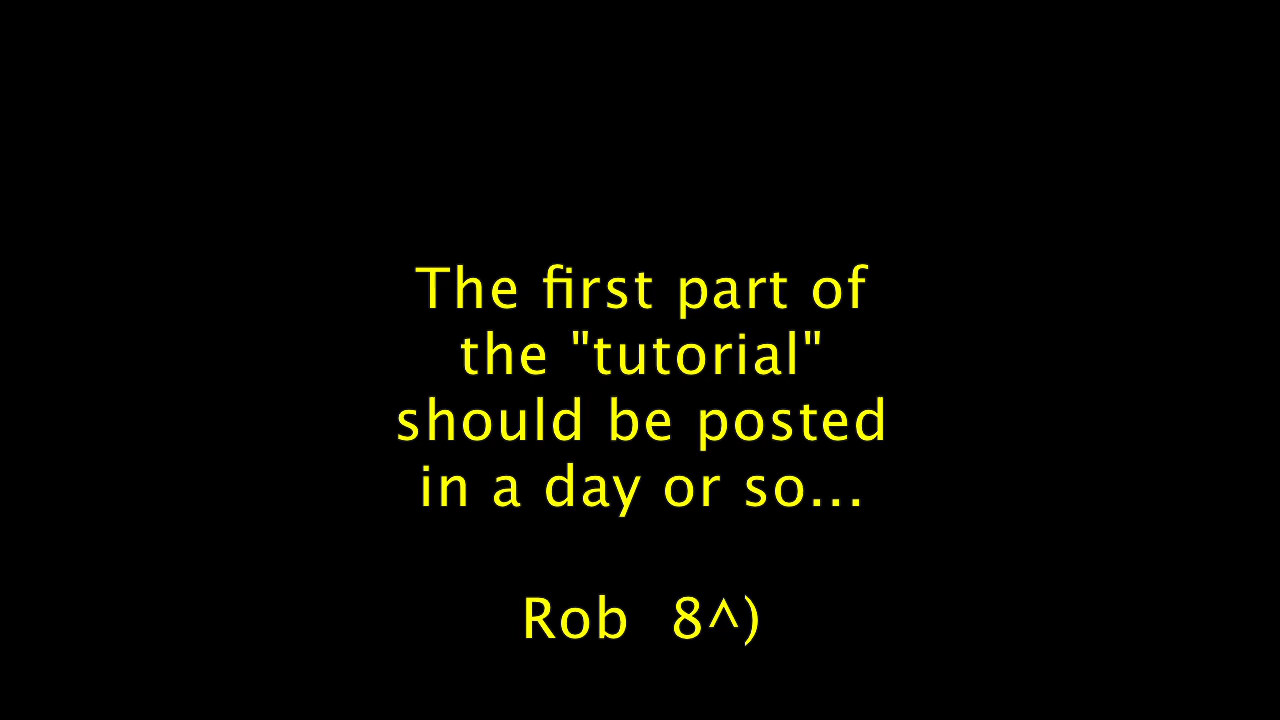 The first part of
the "tutorial"
should be posted
in a day or so...
Rob 8^)